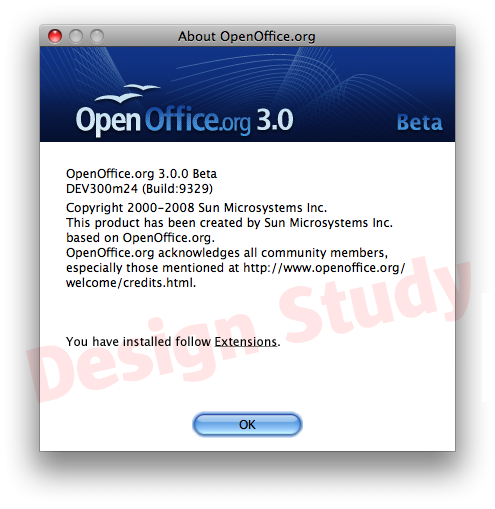 About OpenOffice.org
OpenOffice.org 3.0
Beta
OpenOffice.org 3.0.0 Beta
DEV300m24 (Build:9329)
Copyright 2000-2008 Sun Microsystems Inc.
This product has been created by Sun Microsystems Inc.
based on OpenOffice.org.
OpenOffice.org acknowledges all community members,
especially those mentioned at http://www.openoffice.org/
welcome/credits.html.
Design Study
You have installed follow Extensions.
OK